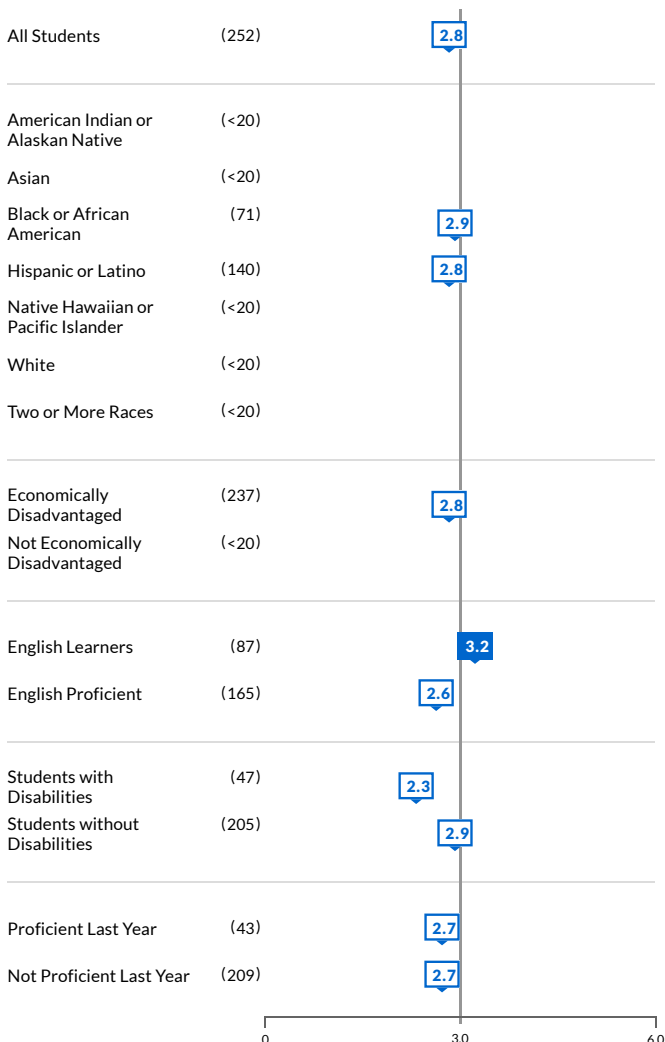 All Students (252) 2.8
American Indian or (<20)
Alaskan Native
Asian (<20)
Black or African (71) 2.9
American
Hispanic or Latino (140) 2.8
Native Hawaiian or (<20)
Pacific Islander
White (<20)
Two or More Races (<20)
Economically (237) 2.8
Disadvantaged
Not Economically (<20)
Disadvantaged
English Learners (87) 3.2
English Proficient (165) 2.6
Students with (47) 2.3
Disabilities
Students without (205) 2.9
Disabilities
Proficient Last Year (43) 2.7
Not Proficient Last Year (209) 2.7
0 3.0 6.0